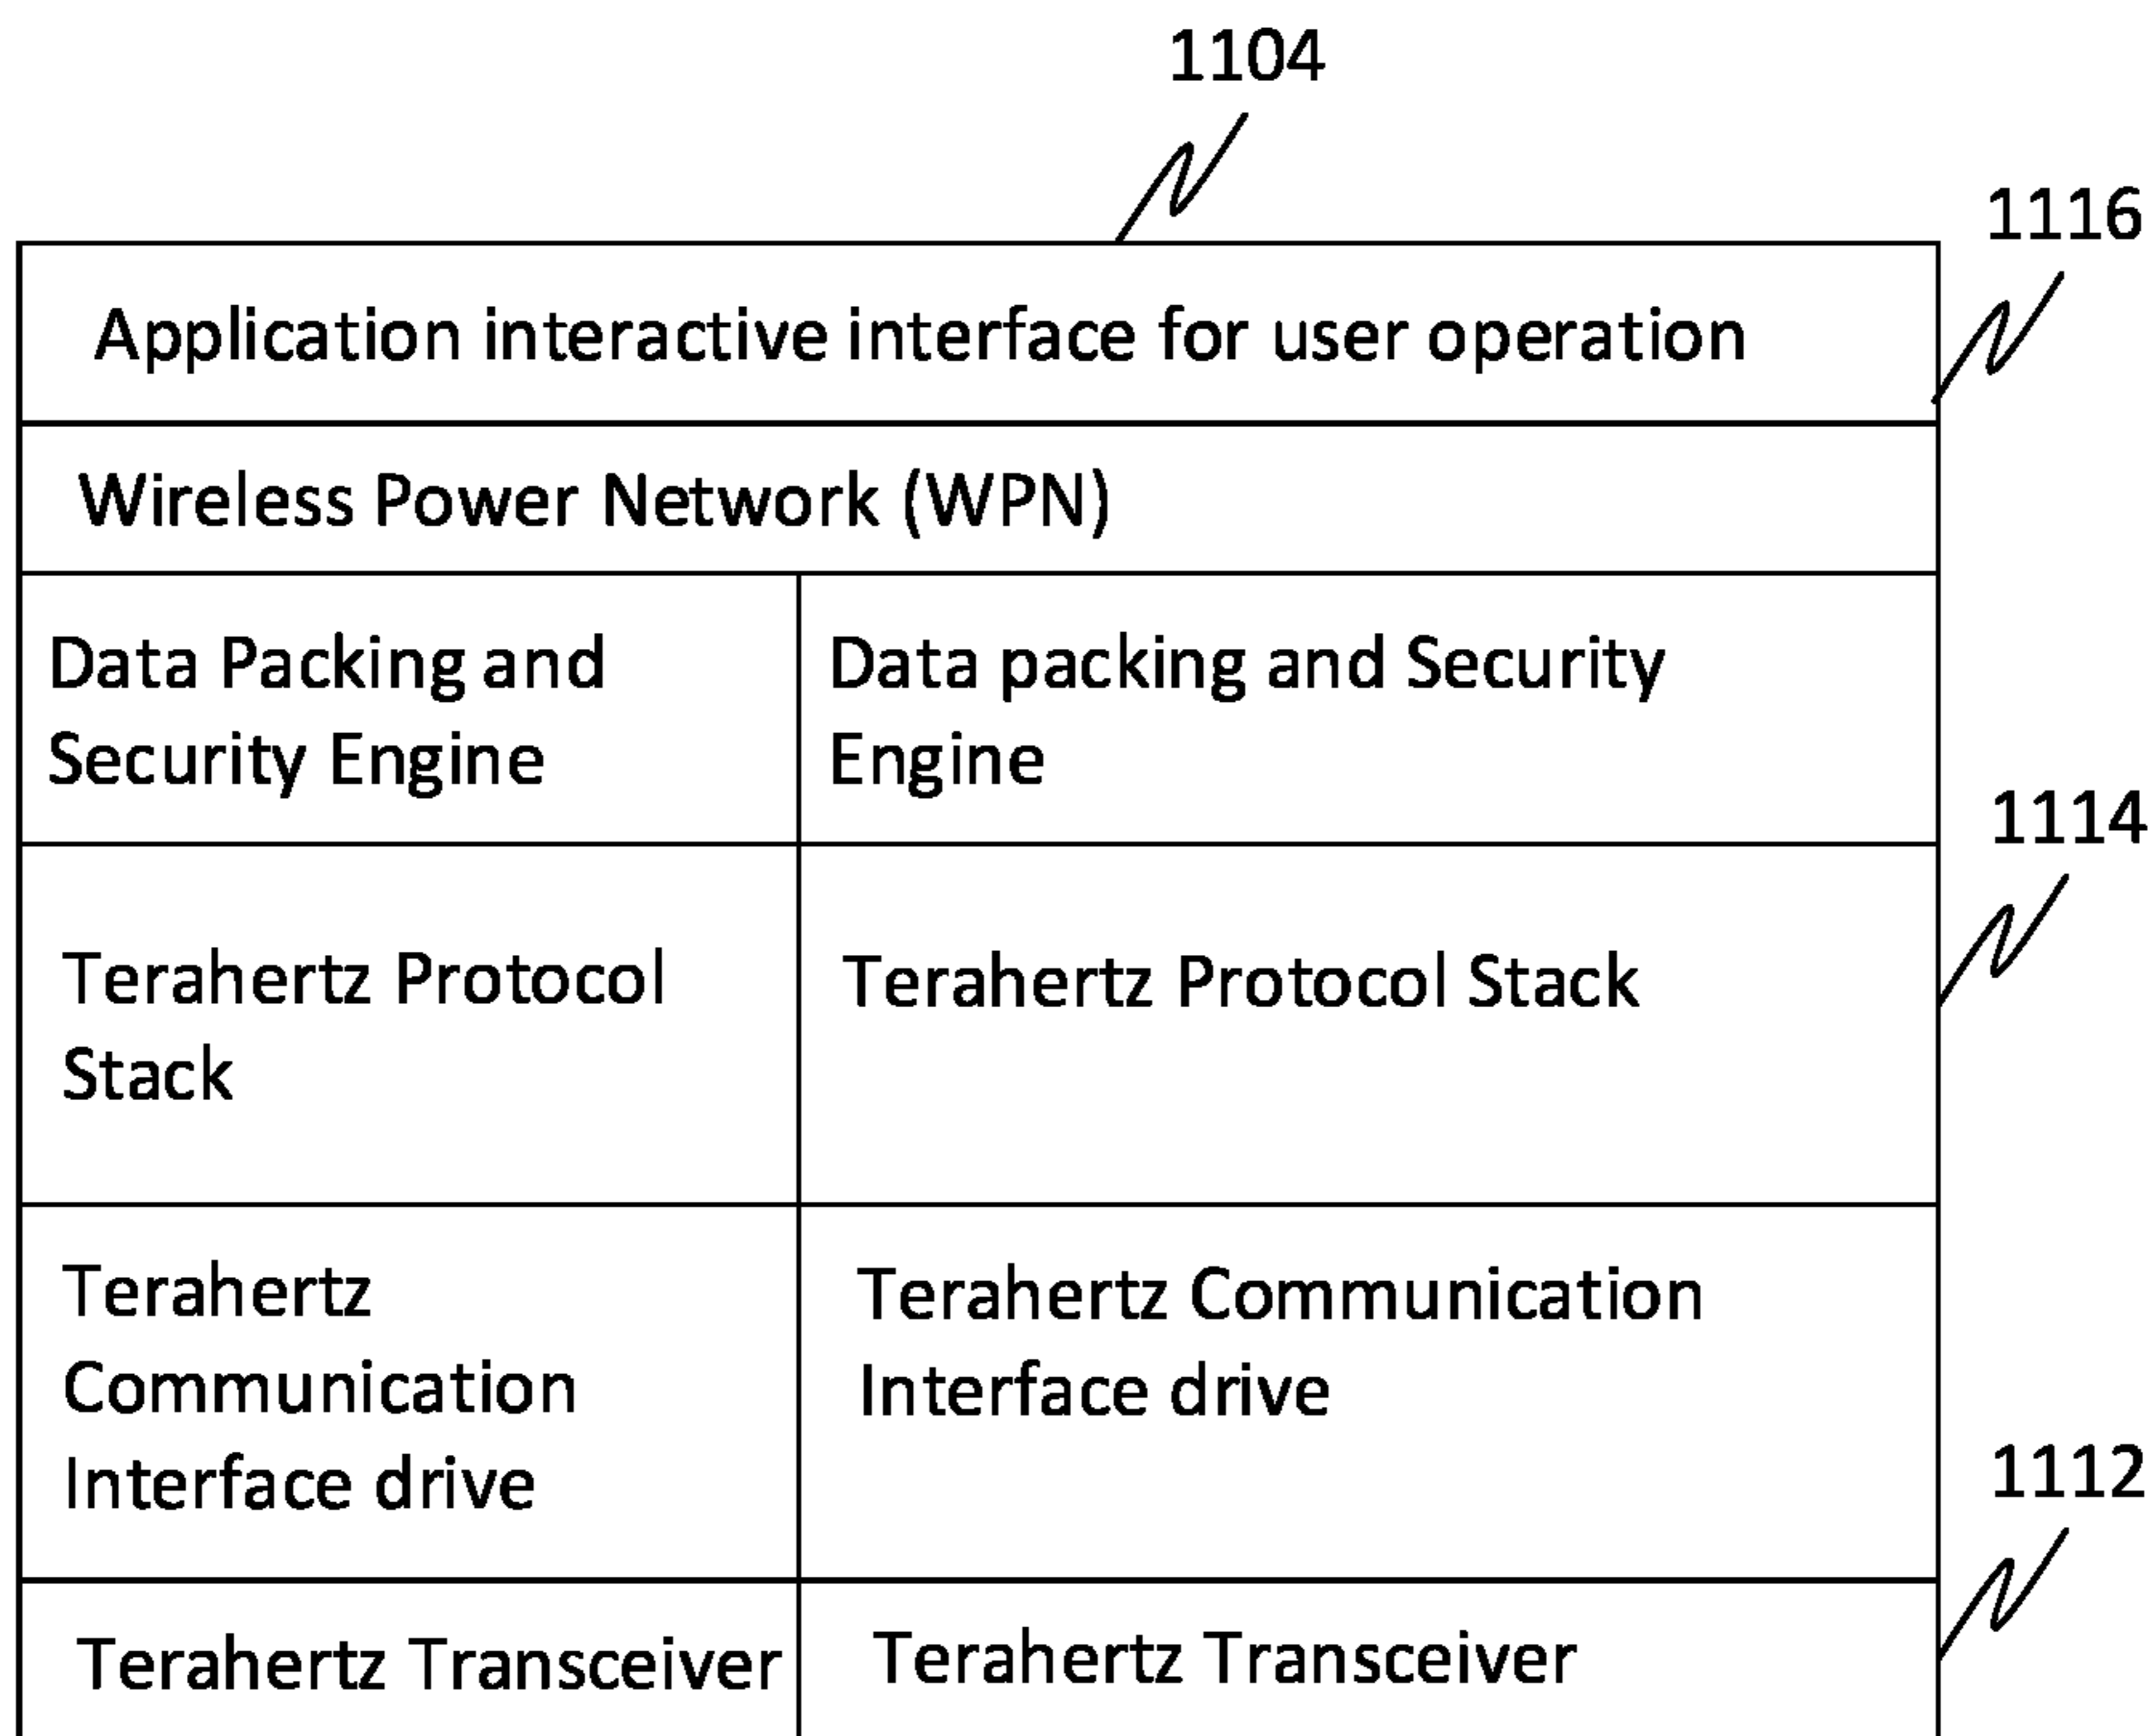 1104
1116
Application interactive interface for user operation
Wireless Power Network (WPN)
Data Packing and
Security Engine
Data packing and Security
Engine
1114
Terahertz Protocol
Stack
Terahertz Protocol Stack
Terahertz
Communication
Interface drive
Terahertz Communication
Interface drive
1112
Terahertz Transceiver
Terahertz Transceiver